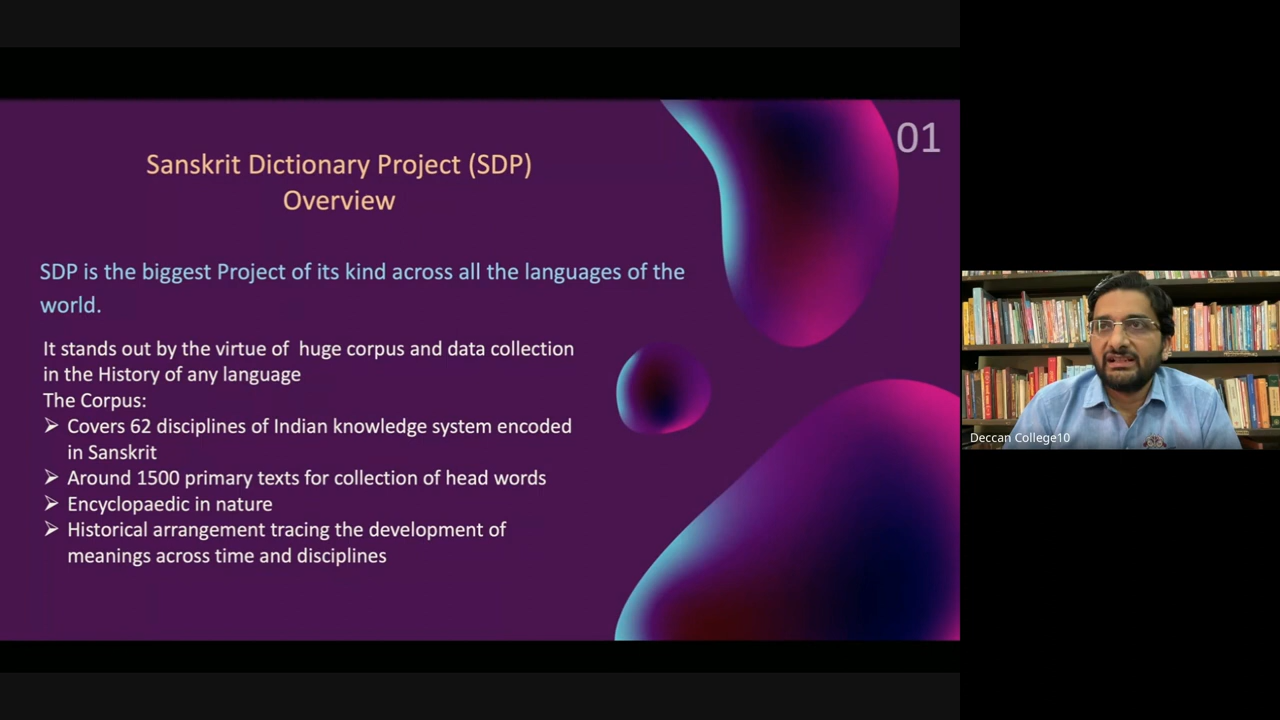 01
Sanskrit Dictionary Project (SDP)
Overview
SDP is the biggest Project of its kind across all the languages of the
world.
It stands out by the virtue of  huge corpus and data collection
in the History of any language
The Corpus:
➢ Covers 62 disciplines of Indian knowledge system encoded
in Sanskrit
➢ Around 1500 primary texts for collection of head words
➢ Encyclopaedic in nature
➢ Historical arrangement tracing the development of
meanings across time and disciplines
Deccan College10